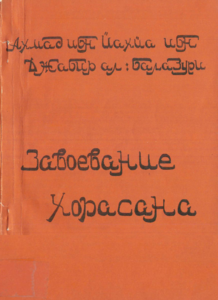 Ахмад ибн Йахйа ибн
Джабир ал-Балазури
Завоевание
Хорасана